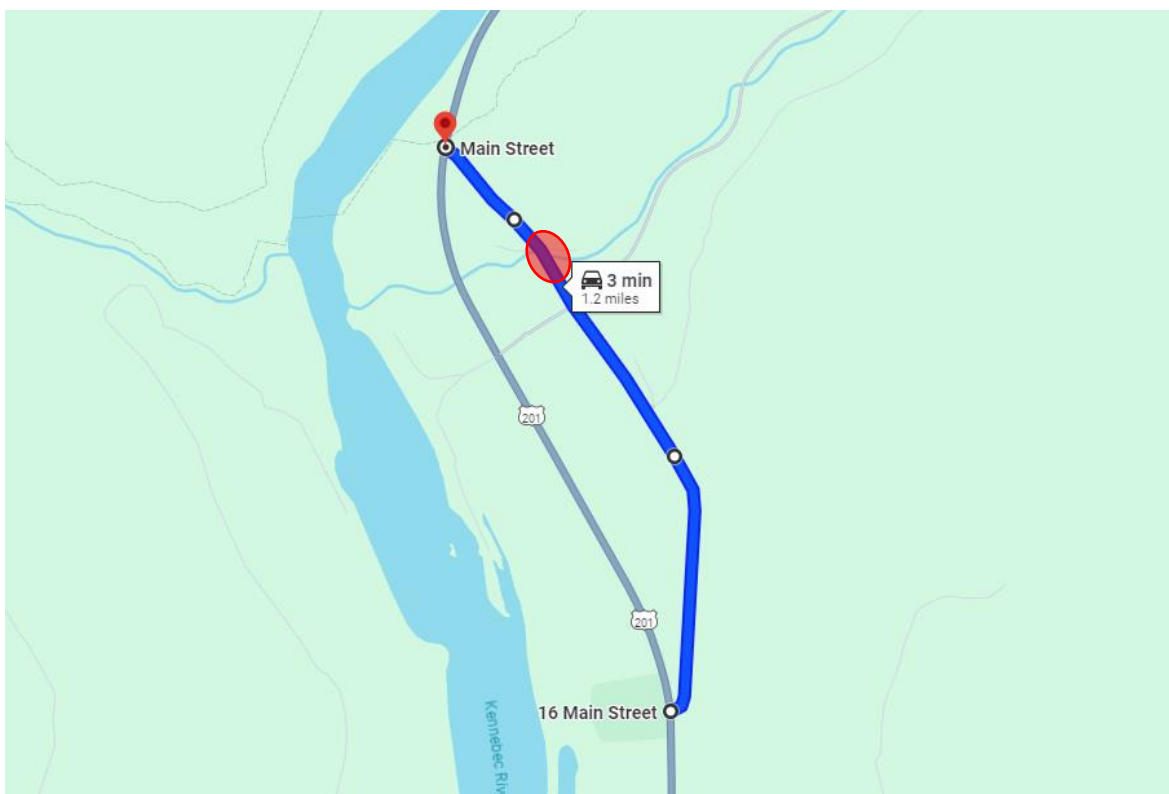 Main Street
3 min
1.2 miles
201
201
16 Main Street
Kennebec Riv